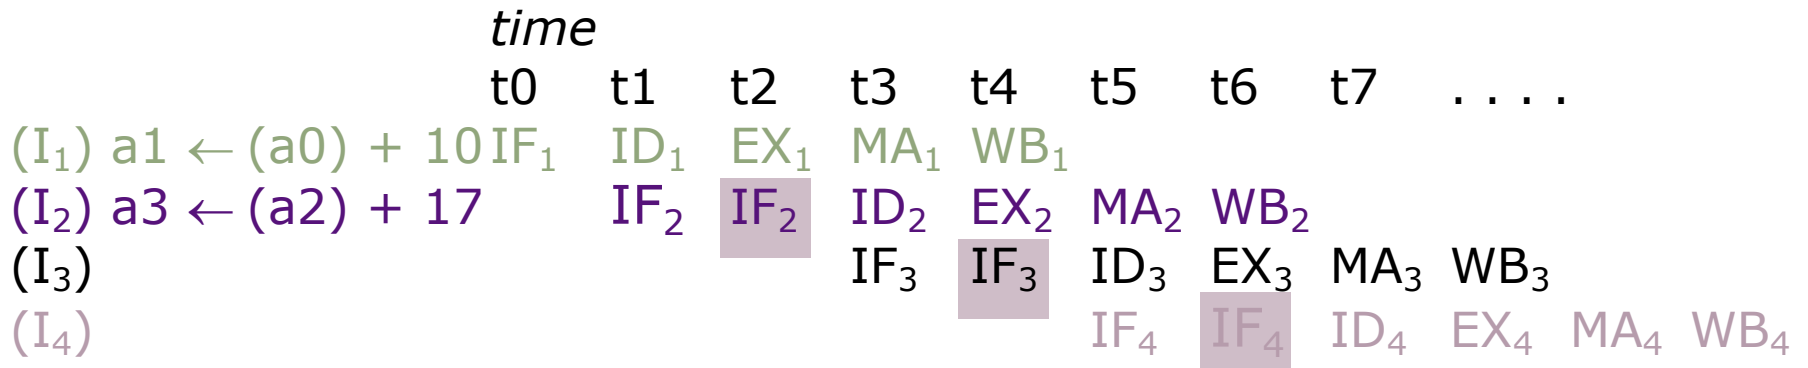 time
t0 t1 t2 t3 t4 t5 t6 t7 . . . .
(I₁) a1 ← (a0) + 10 IF₁ ID₁ EX₁ MA₁ WB₁
(I₂) a3 ← (a2) + 17 IF₂ IF₂ ID₂ EX₂ MA₂ WB₂
(I₃) IF₃ IF₃ ID₃ EX₃ MA₃ WB₃
(I₄) IF₄ IF₄ ID₄ EX₄ MA₄ WB₄